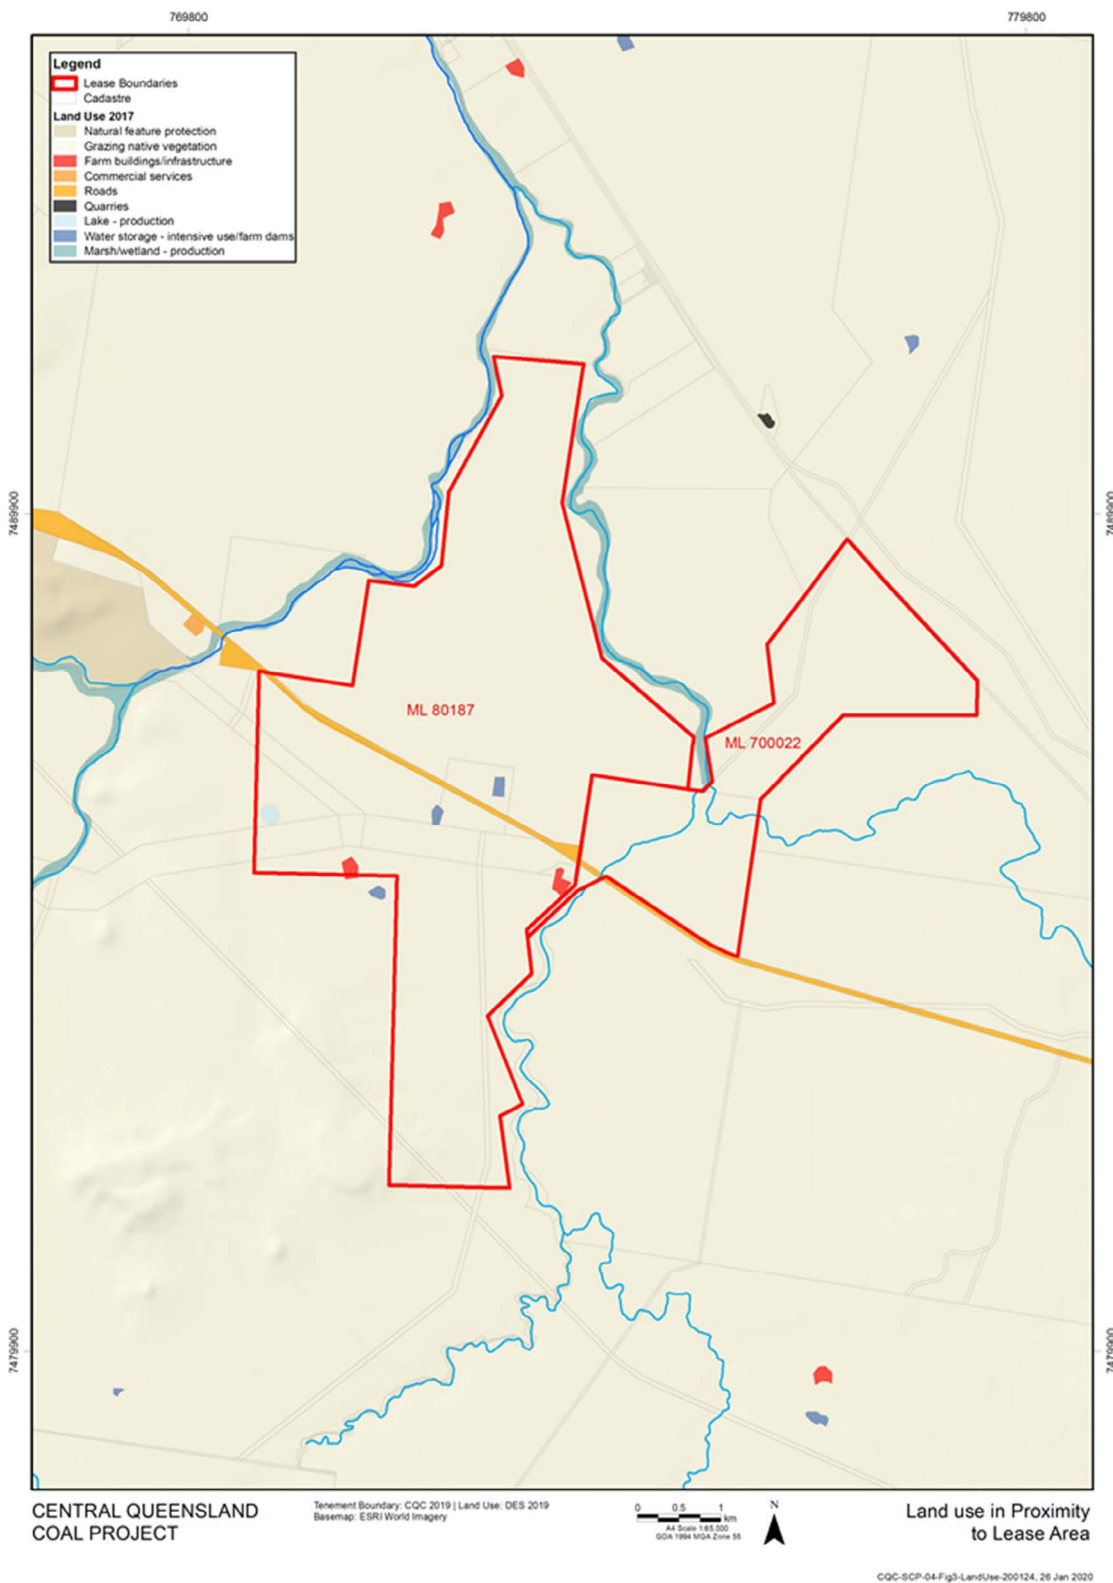 769800
779800
Legend
Lease Boundaries
Cadastre
Land Use 2017
Natural feature protection
Grazing native vegetation
Farm buildings/infrastructure
Commercial services
Roads
Quarries
Lake - production
Water storage - intensive use/farm dams
Marsh/wetland - production
7489900
7489900
ML 80187
ML 700022
7479900
7479900
CENTRAL QUEENSLAND
COAL PROJECT
Tenement Boundary: CQC 2019 | Land Use: DES 2019
Basemap: ESRI World Imagery
0 0.5 1
km
A4 Scale 1:65,000
GDA 1994 MGA Zone 55
N
Land use in Proximity
to Lease Area
CQC-SCP-04-Fig3-LandUse-200124, 26 Jan 2020